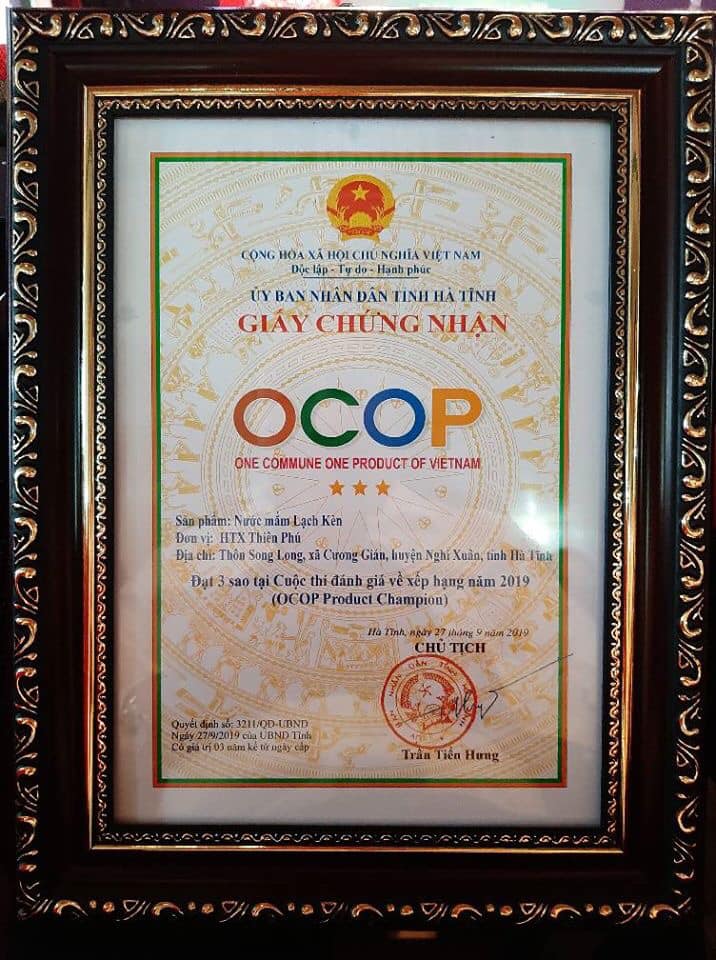 CỘNG HÒA XÃ HỘI CHỦ NGHĨA VIỆT NAM
Độc lập - Tự do - Hạnh phúc
ỦY BAN NHÂN DÂN TỈNH HÀ TĨNH
GIẤY CHỨNG NHẬN
OCOP
ONE COMMUNE ONE PRODUCT OF VIETNAM
Sản phẩm: Nước mắm Lạch Kèn
Đơn vị: HTX Thiên Phú
Địa chỉ: Thôn Song Long, xã Cương Gián, huyện Nghi Xuân, tỉnh Hà Tĩnh
Đạt 3 sao tại Cuộc thi đánh giá về xếp hạng năm 2019
(OCOP Product Champion)
Hà Tĩnh, ngày 27 tháng 9 năm 2019
CHỦ TỊCH
Quyết định số: 3211/QĐ-UBND
Ngày 27/9/2019 của UBND Tỉnh
Có giá trị 03 năm kể từ ngày cấp
Trần Tiến Hưng